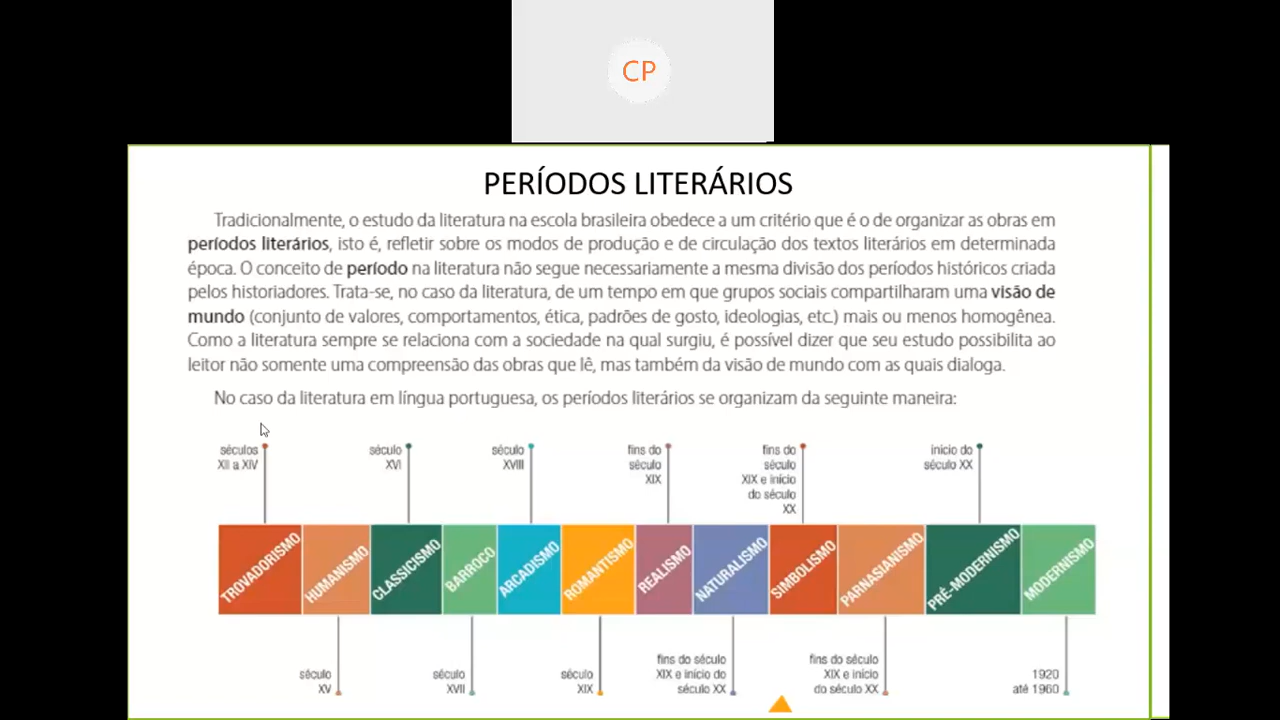 CP
PERÍODOS LITERÁRIOS
Tradicionalmente, o estudo da literatura na escola brasileira obedece a um critério que é o de organizar as obras em
períodos literários, isto é, refletir sobre os modos de produção e de circulação dos textos literários em determinada
época. O conceito de período na literatura não segue necessariamente a mesma divisão dos períodos históricos criada
pelos historiadores. Trata-se, no caso da literatura, de um tempo em que grupos sociais compartilharam uma visão de
mundo (conjunto de valores, comportamentos, ética, padrões de gosto, ideologias, etc.) mais ou menos homogênea.
Como a literatura sempre se relaciona com a sociedade na qual surgiu, é possível dizer que seu estudo possibilita ao
leitor não somente uma compreensão das obras que lê, mas também da visão de mundo com as quais dialoga.
No caso da literatura em língua portuguesa, os períodos literários se organizam da seguinte maneira:
séculos
XII a XIV
século
XVI
século
XVIII
fins do
século
XIX
fins do
século
XIX e início
do século
XX
início do
século XX
TROVADORISMO
HUMANISMO
CLASSICISMO
BARROCO
ARCADISMO
ROMANTISMO
REALISMO
NATURALISMO
SIMBOLISMO
PARNASIANISMO
PRÉ-MODERNISMO
MODERNISMO
século
XV
século
XVII
século
XIX
fins do século
XIX e início do
século XX
fins do século
XIX e início
do século XX
1920
até 1960